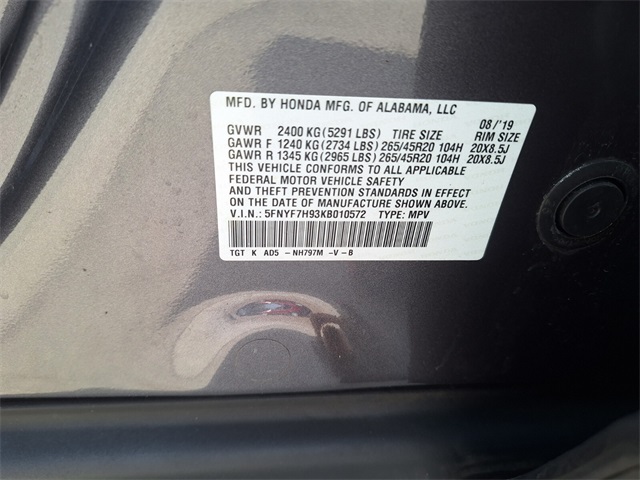 MFD. BY HONDA MFG. OF ALABAMA, LLC 08/'19
GVWR 2400 KG(5291 LBS) TIRE SIZE RIM SIZE
GAWR F 1240 KG(2734 LBS) 265/45R20 104H 20X8.5J
GAWR R 1345 KG(2965 LBS) 265/45R20 104H 20X8.5J
THIS VEHICLE CONFORMS TO ALL APPLICABLE
FEDERAL MOTOR VEHICLE SAFETY
AND THEFT PREVENTION STANDARDS IN EFFECT
ON THE DATE OF MANUFACTURE SHOWN ABOVE.
V.I.N.: 5FNYF7H93KB010572 TYPE: MPV
TGT K AD5 -NH797M -V-B